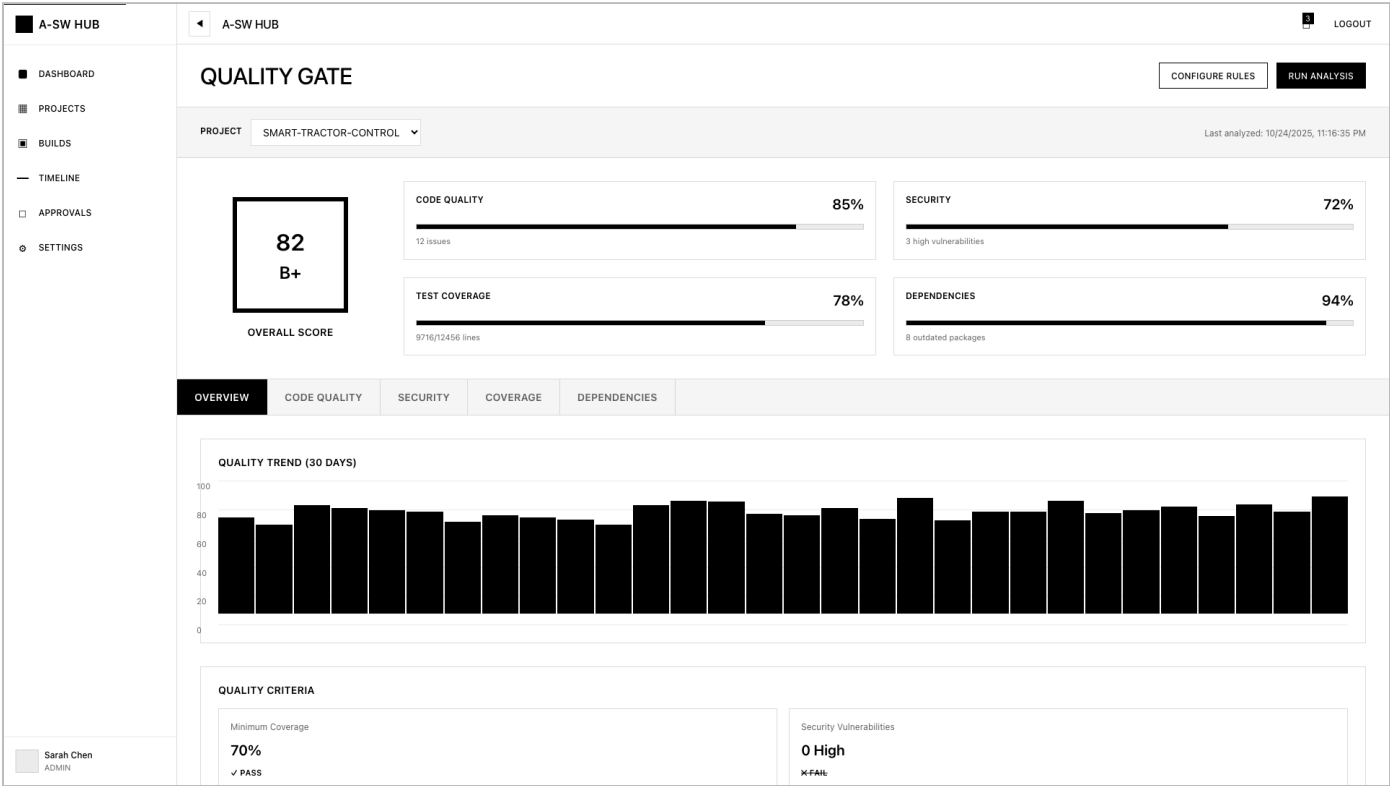 A-SW HUB
DASHBOARD
PROJECTS
BUILDS
TIMELINE
APPROVALS
SETTINGS
Sarah Chen
ADMIN
A-SW HUB
3
LOGOUT
QUALITY GATE
CONFIGURE RULES
RUN ANALYSIS
PROJECT
SMART-TRACTOR-CONTROL
Last analyzed: 10/24/2025, 11:16:35 PM
82
B+
OVERALL SCORE
CODE QUALITY
85%
12 issues
SECURITY
72%
3 high vulnerabilities
TEST COVERAGE
78%
9716/12456 lines
DEPENDENCIES
94%
8 outdated packages
OVERVIEW
CODE QUALITY
SECURITY
COVERAGE
DEPENDENCIES
QUALITY TREND (30 DAYS)
100
80
60
40
20
0
QUALITY CRITERIA
Minimum Coverage
70%
✓ PASS
Security Vulnerabilities
0 High
✕ FAIL